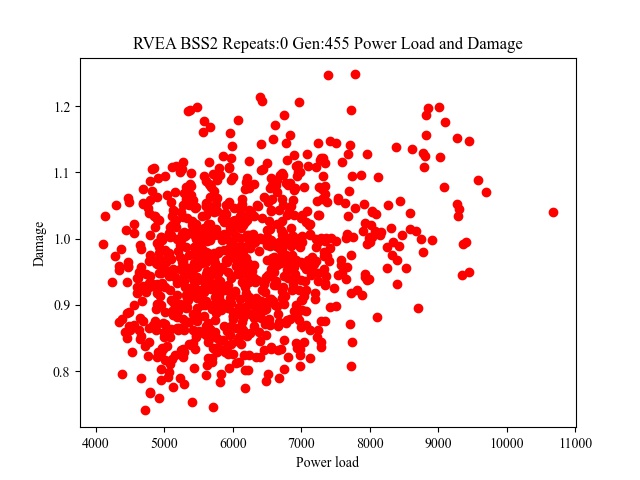 RVEA BSS2 Repeats:0 Gen:455 Power Load and Damage
1.2
1.1
1.0
0.9
0.8
Damage
4000 5000 6000 7000 8000 9000 10000 11000
Power load